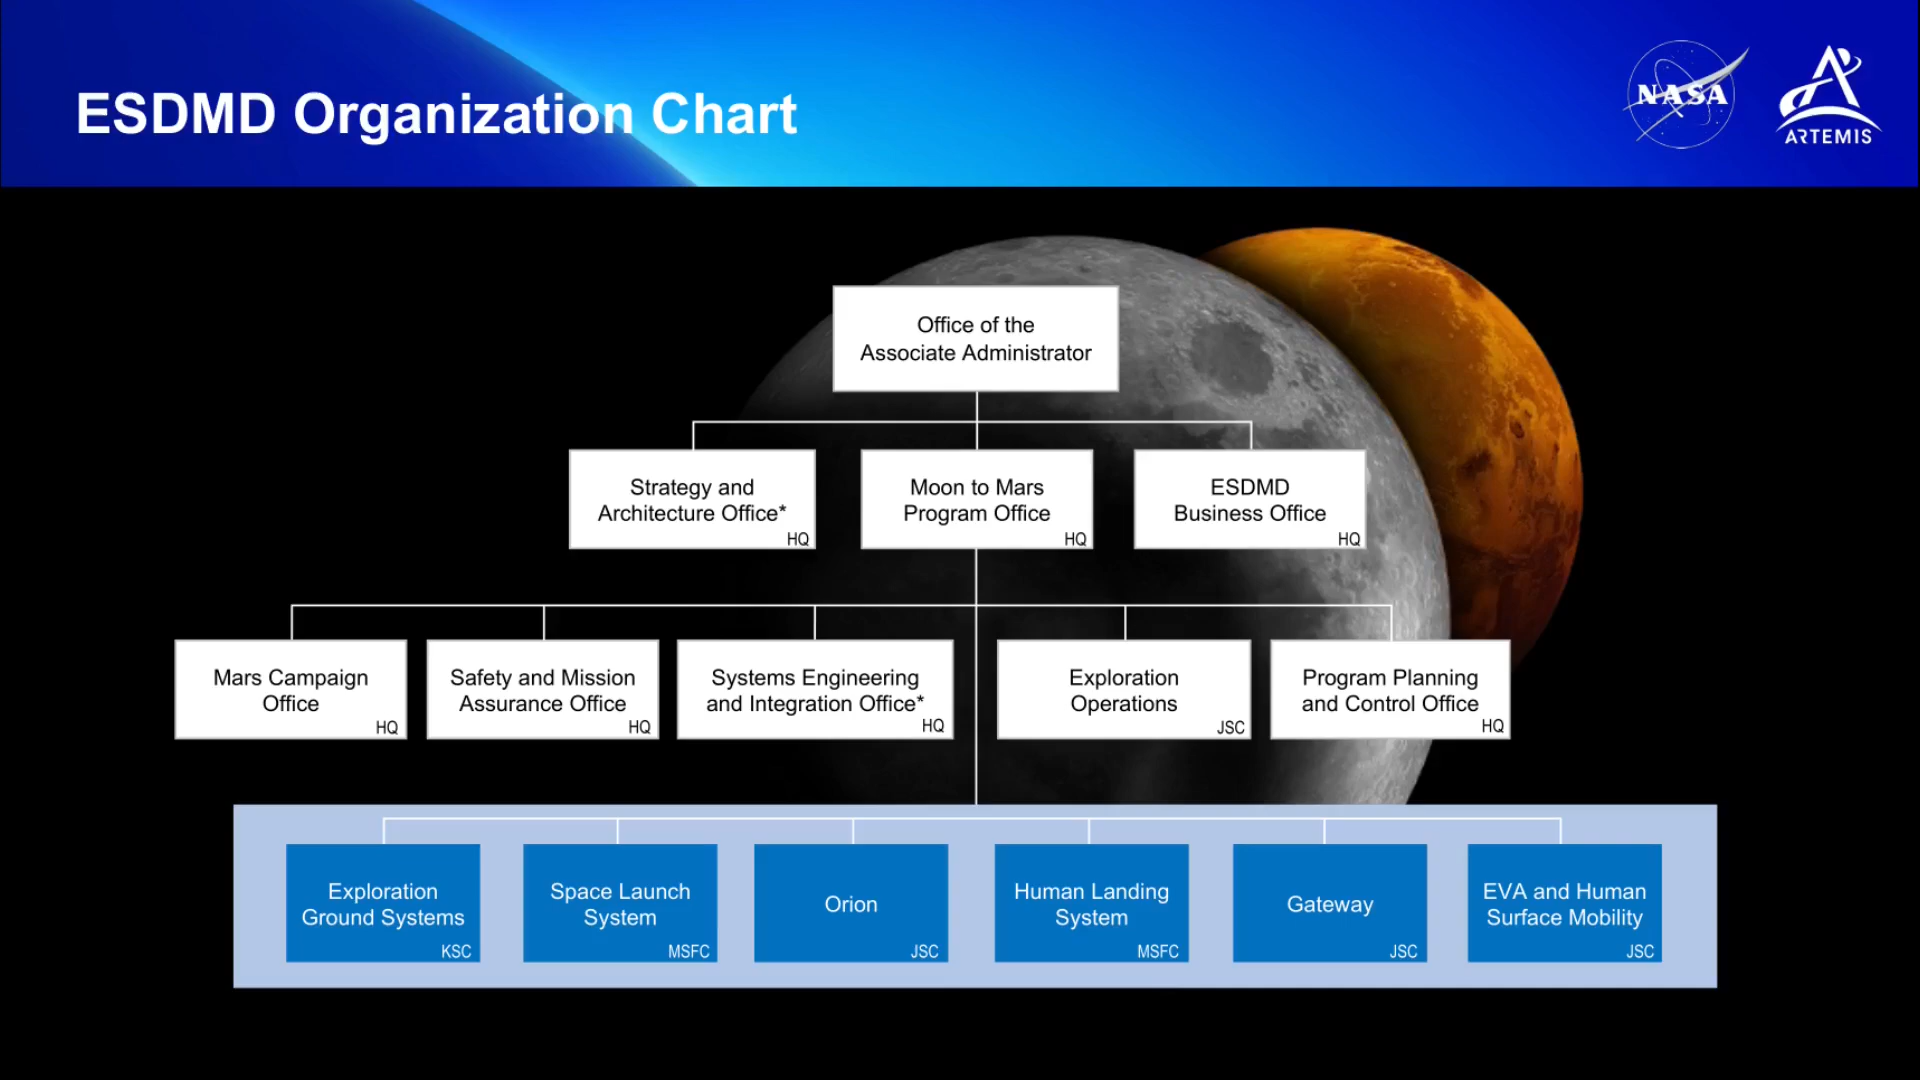 ESDMD Organization Chart
NASA
ARTEMIS
Office of the
Associate Administrator
Strategy and
Architecture Office*
HQ
Moon to Mars
Program Office
HQ
ESDMD
Business Office
HQ
Mars Campaign
Office
HQ
Safety and Mission
Assurance Office
HQ
Systems Engineering
and Integration Office*
HQ
Exploration
Operations
JSC
Program Planning
and Control Office
HQ
Exploration
Ground Systems
KSC
Space Launch
System
MSFC
Orion
JSC
Human Landing
System
MSFC
Gateway
JSC
EVA and Human
Surface Mobility
JSC